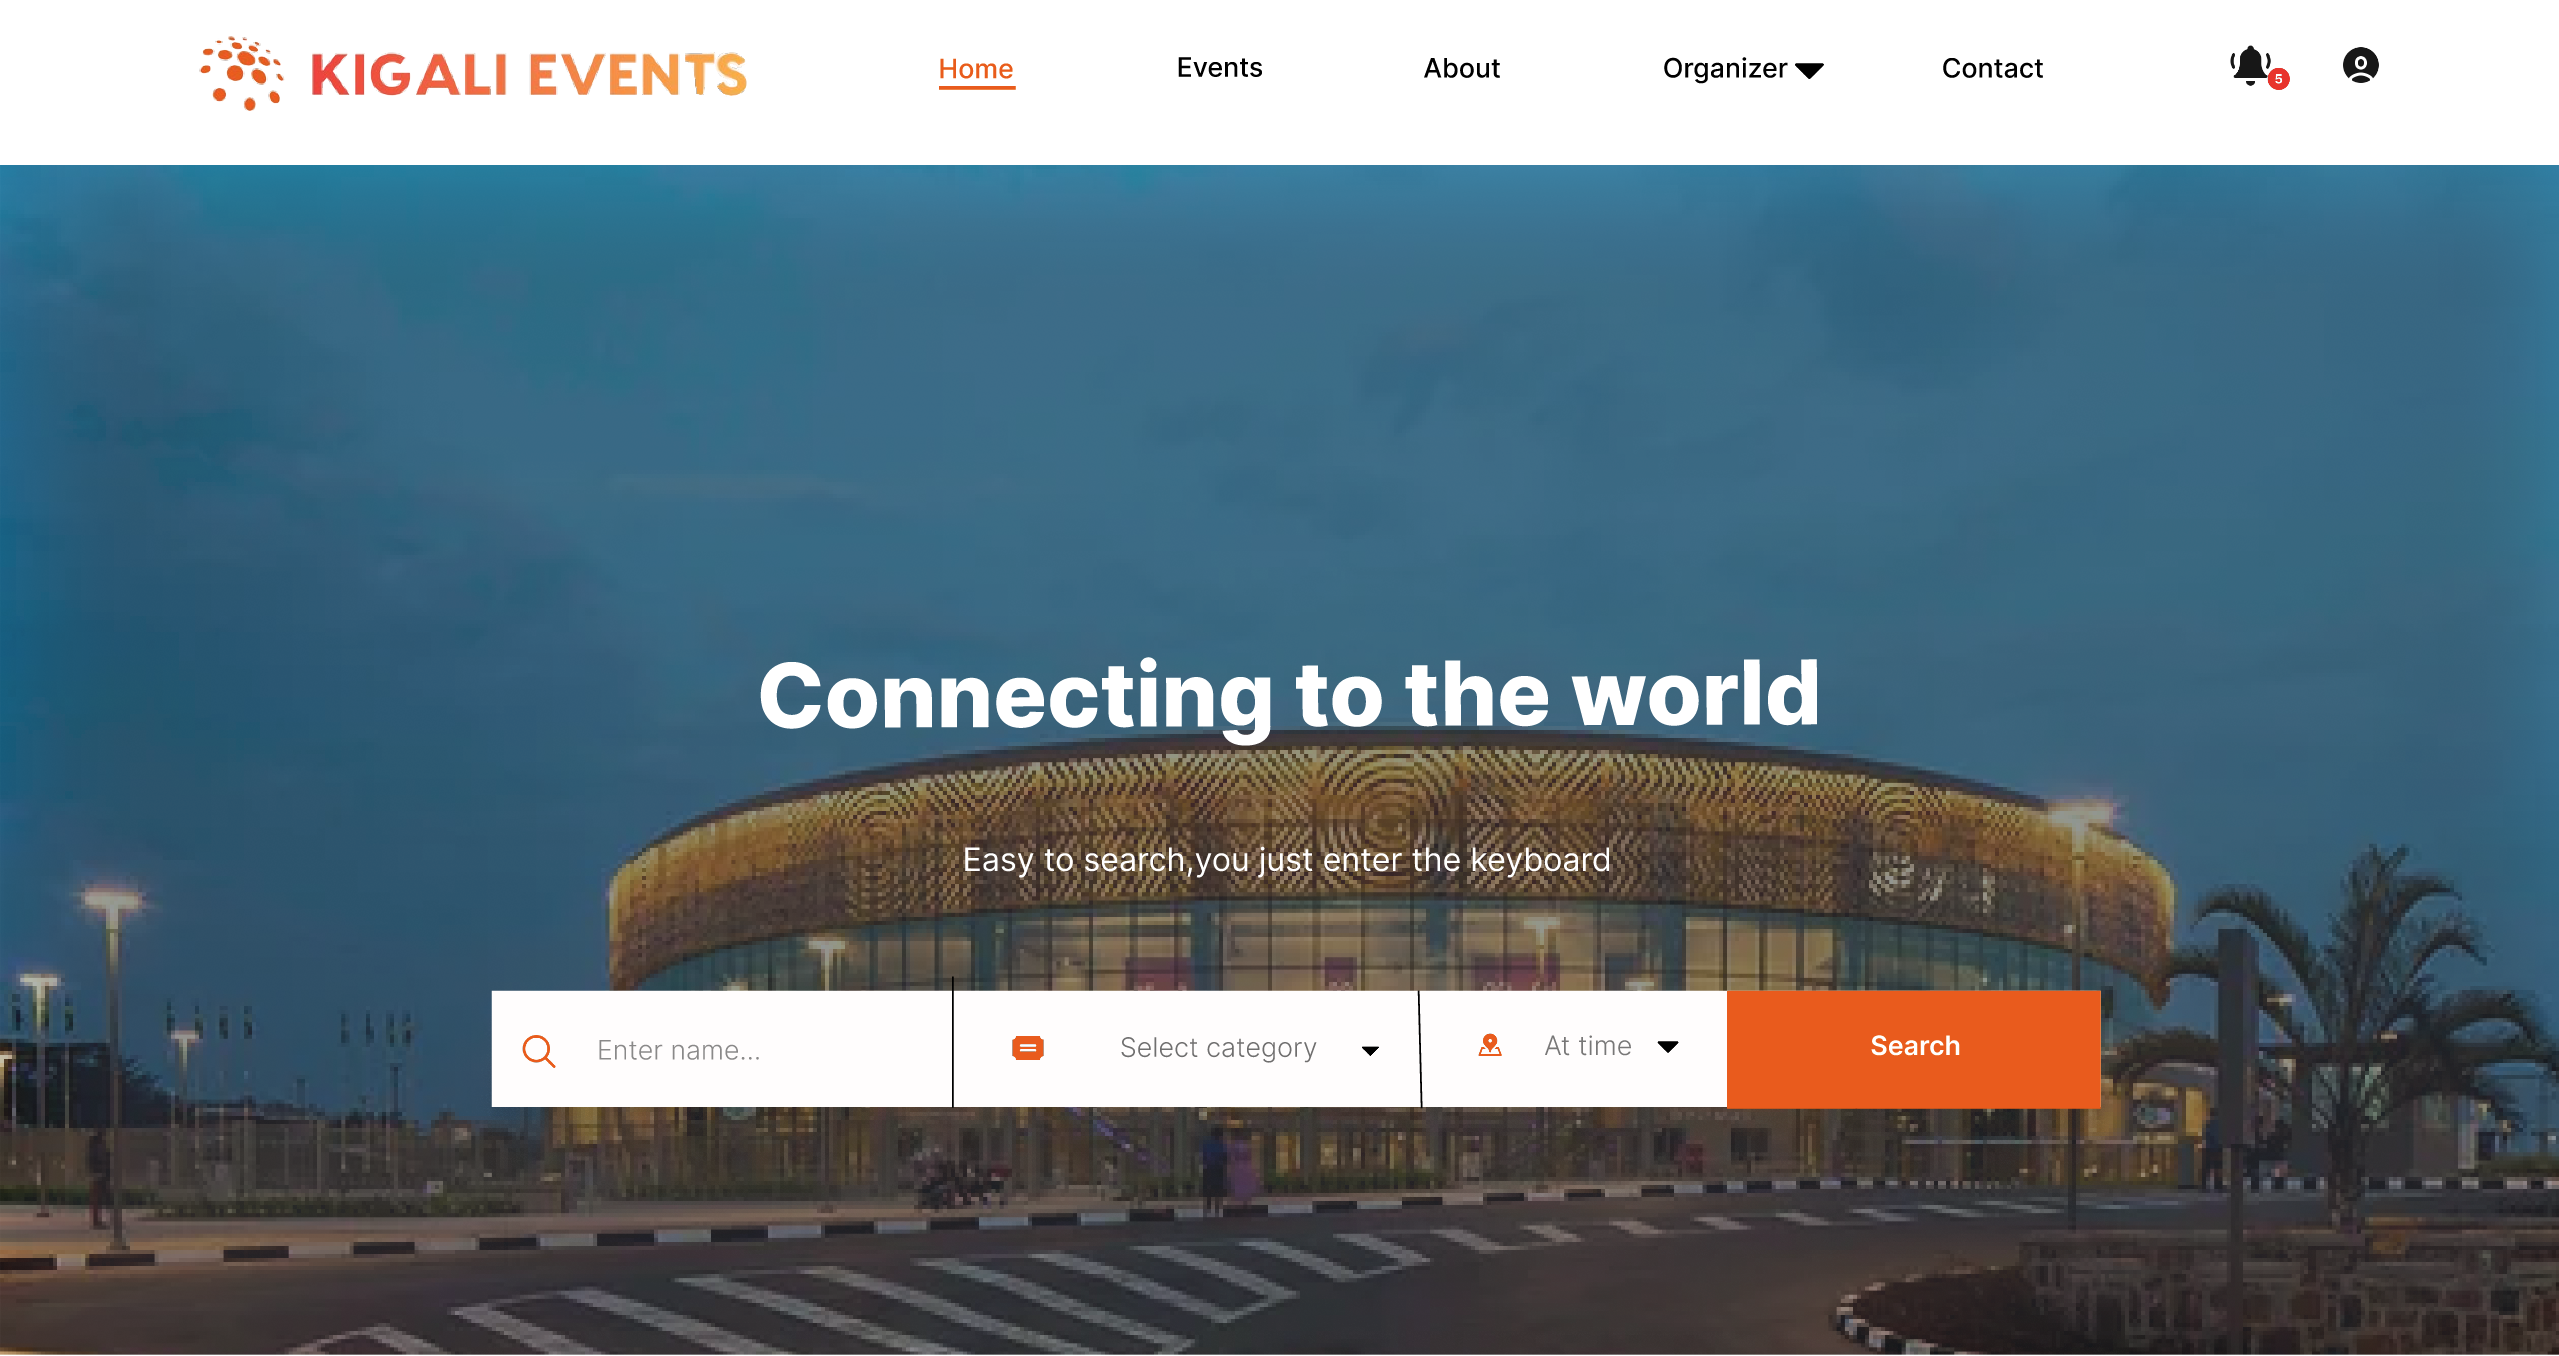 KIGALI EVENTS
Home
Events
About
Organizer
Contact
5
Connecting to the world
Easy to search,you just enter the keyboard
Enter name...
Select category
At time
Search